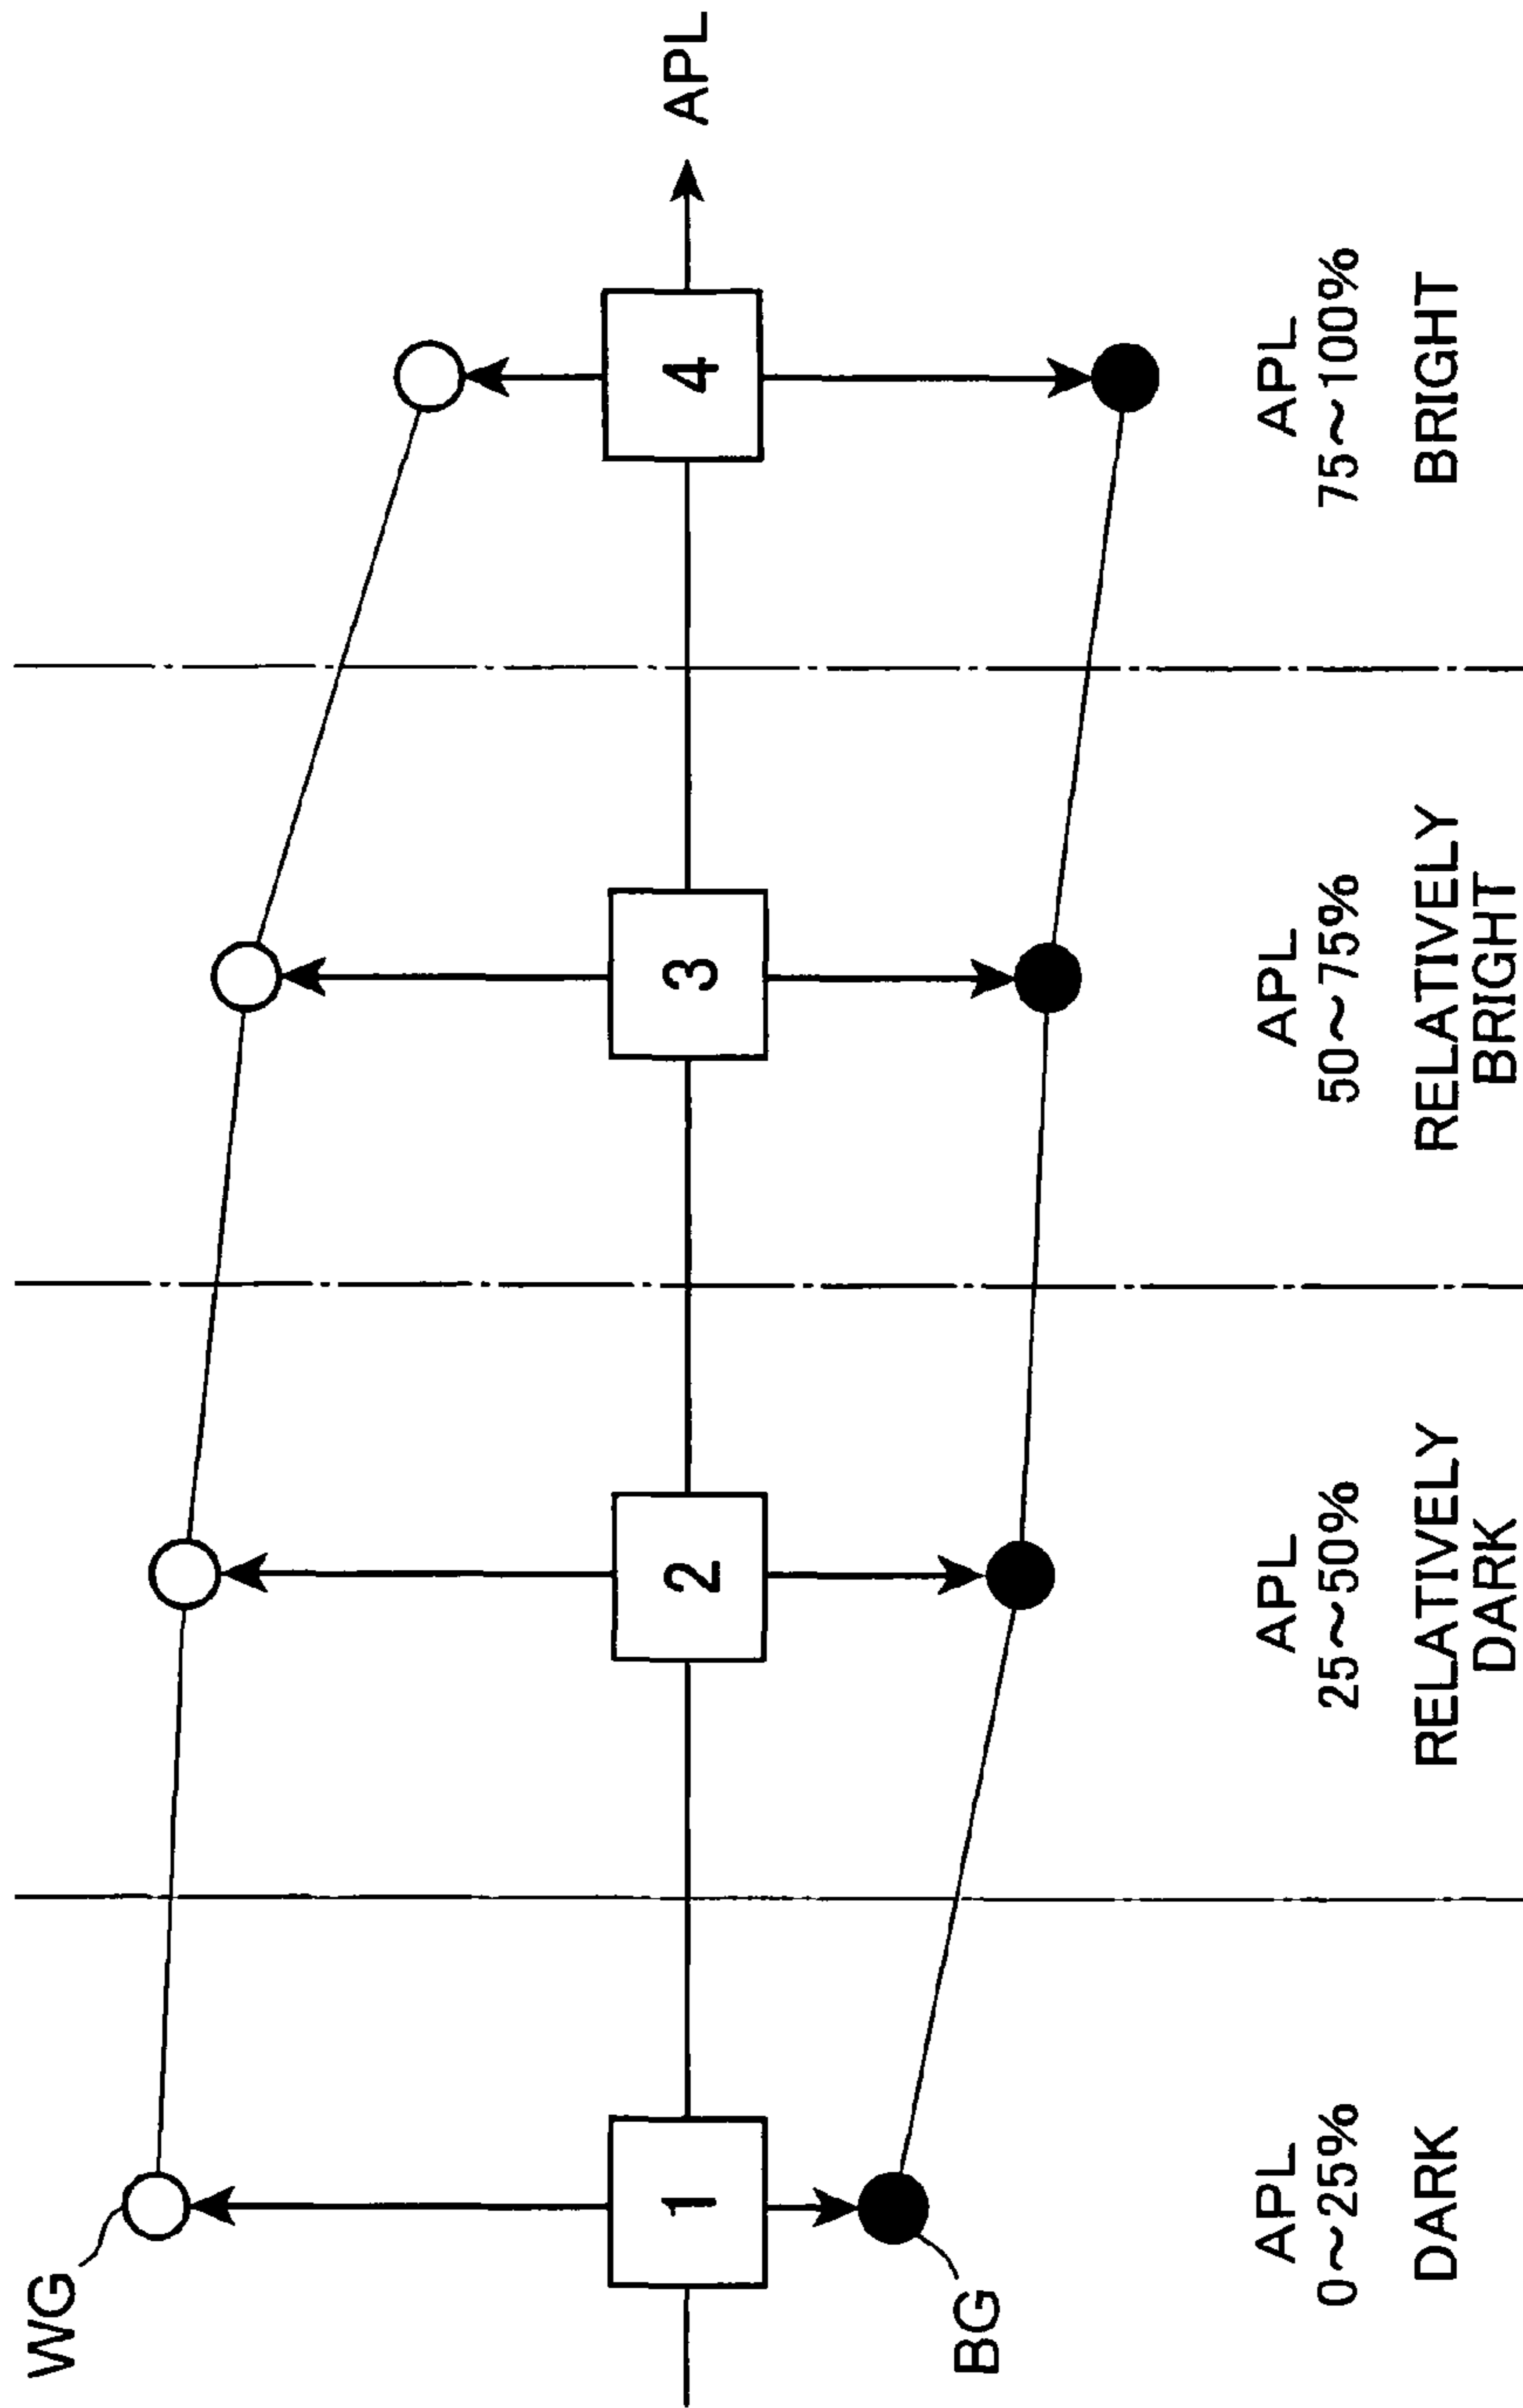 WG
APL
1
2
3
4
BG
APL
0~25%
DARK
APL
25~50%
RELATIVELY
DARK
APL
50~75%
RELATIVELY
BRIGHT
APL
75~100%
BRIGHT